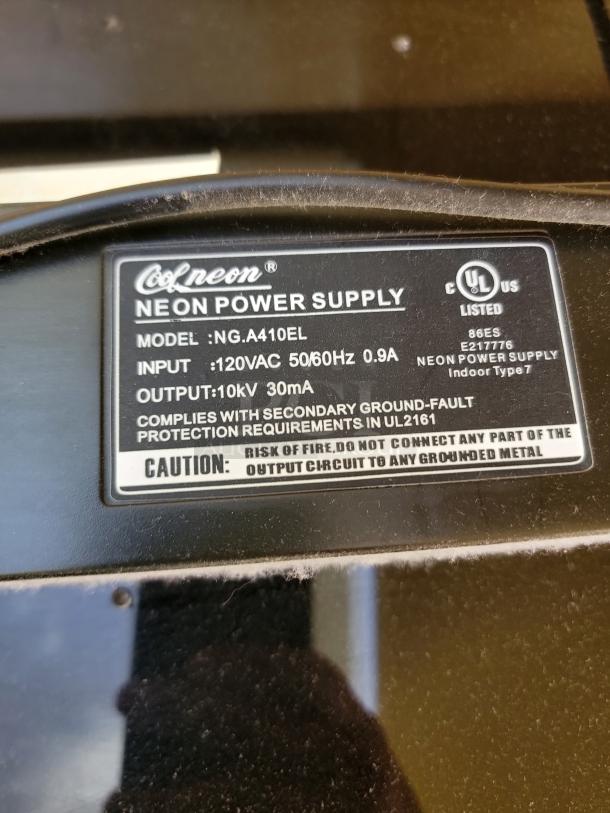 Coolneon®
NEON POWER SUPPLY
MODEL :NG.A410EL
INPUT :120VAC 50/60Hz 0.9A
OUTPUT:10kV 30mA
COMPLIES WITH SECONDARY GROUND-FAULT
PROTECTION REQUIREMENTS IN UL2161
C UL US
LISTED
86ES
E217776
NEON POWER SUPPLY
Indoor Type 7
CAUTION: RISK OF FIRE,DO NOT CONNECT ANY PART OF THE
OUTPUT CIRCUIT TO ANY GROUNDED METAL